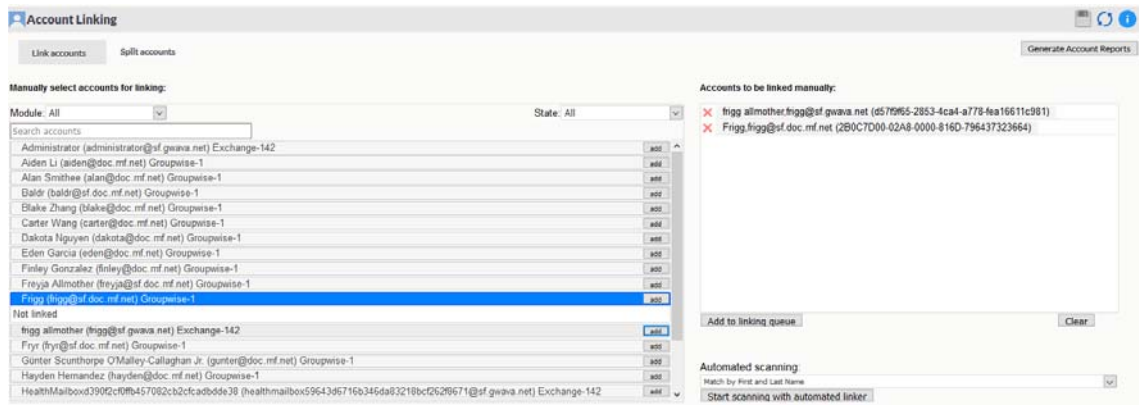 Account Linking
Link accounts
Split accounts
Generate Account Reports
Manually select accounts for linking:
Module: All
State: All
Search accounts
Administrator (administrator@sf.gwava.net) Exchange-142 add
Aiden Li (aiden@doc.mf.net) Groupwise-1 add
Alan Smithee (alan@doc.mf.net) Groupwise-1 add
Baldr (baldr@sf.doc.mf.net) Groupwise-1 add
Blake Zhang (blake@doc.mf.net) Groupwise-1 add
Carter Wang (carter@doc.mf.net) Groupwise-1 add
Dakota Nguyen (dakota@doc.mf.net) Groupwise-1 add
Eden Garcia (eden@doc.mf.net) Groupwise-1 add
Finley Gonzalez (finley@doc.mf.net) Groupwise-1 add
Freyja Allmother (freyja@sf.doc.mf.net) Groupwise-1 add
Frigg (frigg@sf.doc.mf.net) Groupwise-1 add
Not linked
frigg allmother (frigg@sf.gwava.net) Exchange-142 add
Fryr (fryr@sf.doc.mf.net) Groupwise-1 add
Günter Scunthorpe O'Malley-Callaghan Jr. (gunter@doc.mf.net) Groupwise-1 add
Hayden Hernandez (hayden@doc.mf.net) Groupwise-1 add
HealthMailboxd390f2cf0ffb457082cb2cfcadbdde38 (healthmailbox59643d6716b346da83218bcf262f8671@sf.gwava.net) Exchange-142 add
Accounts to be linked manually:
frigg allmother,frigg@sf.gwava.net (d57f9f65-2853-4ca4-a778-fea16611c981)
Frigg,frigg@sf.doc.mf.net (2B0C7D00-02A8-0000-816D-796437323664)
Add to linking queue
Clear
Automated scanning:
Match by First and Last Name
Start scanning with automated linker